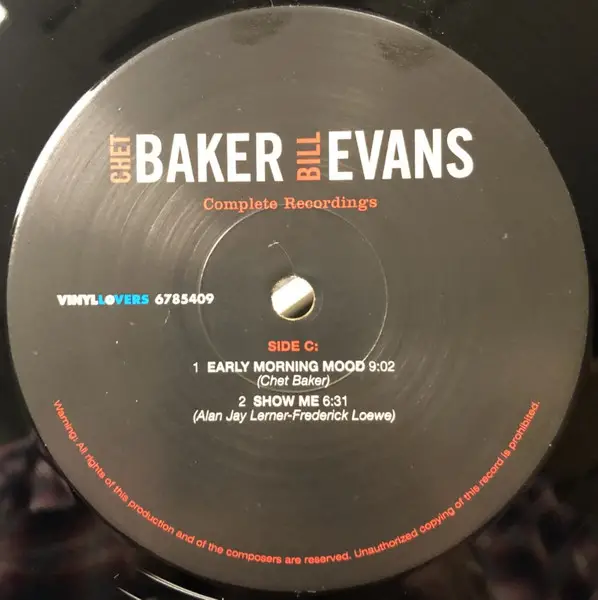 CHET BAKER BILL EVANS
Complete Recordings
VINYLLOVERS 6785409
SIDE C:
1 EARLY MORNING MOOD 9:02
(Chet Baker)
2 SHOW ME 6:31
(Alan Jay Lerner-Frederick Loewe)
Warning: All rights of this production and of the composers are reserved. Unauthorized copying of this record is prohibited.